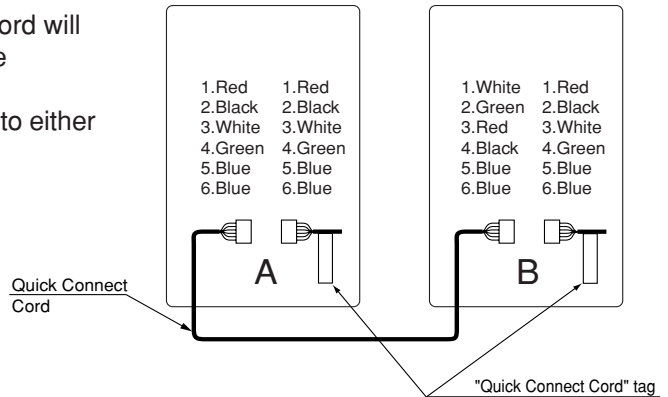 ord will
e
to either
1.Red 1.Red
2.Black 2.Black
3.White 3.White
4.Green 4.Green
5.Blue 5.Blue
6.Blue 6.Blue
A
1.White 1.Red
2.Green 2.Black
3.Red 3.White
4.Black 4.Green
5.Blue 5.Blue
6.Blue 6.Blue
B
Quick Connect
Cord
"Quick Connect Cord" tag